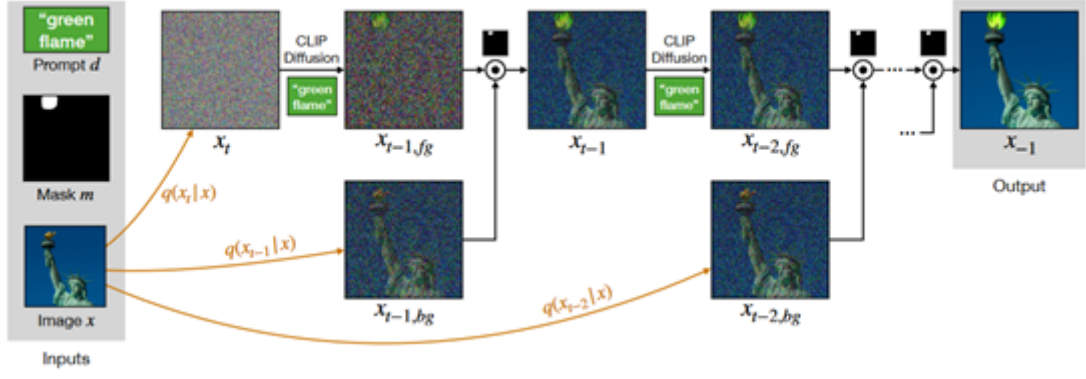 “green
flame”
Prompt d
Mask m
Image x
Inputs
x_t
CLIP
Diffusion
“green
flame”
x_{t−1,fg}
x_{t−1}
CLIP
Diffusion
“green
flame”
x_{t−2,fg}
...
...
x_{−1}
Output
q(x_t|x)
q(x_{t−1}|x)
q(x_{t−2}|x)
x_{t−1,bg}
x_{t−2,bg}